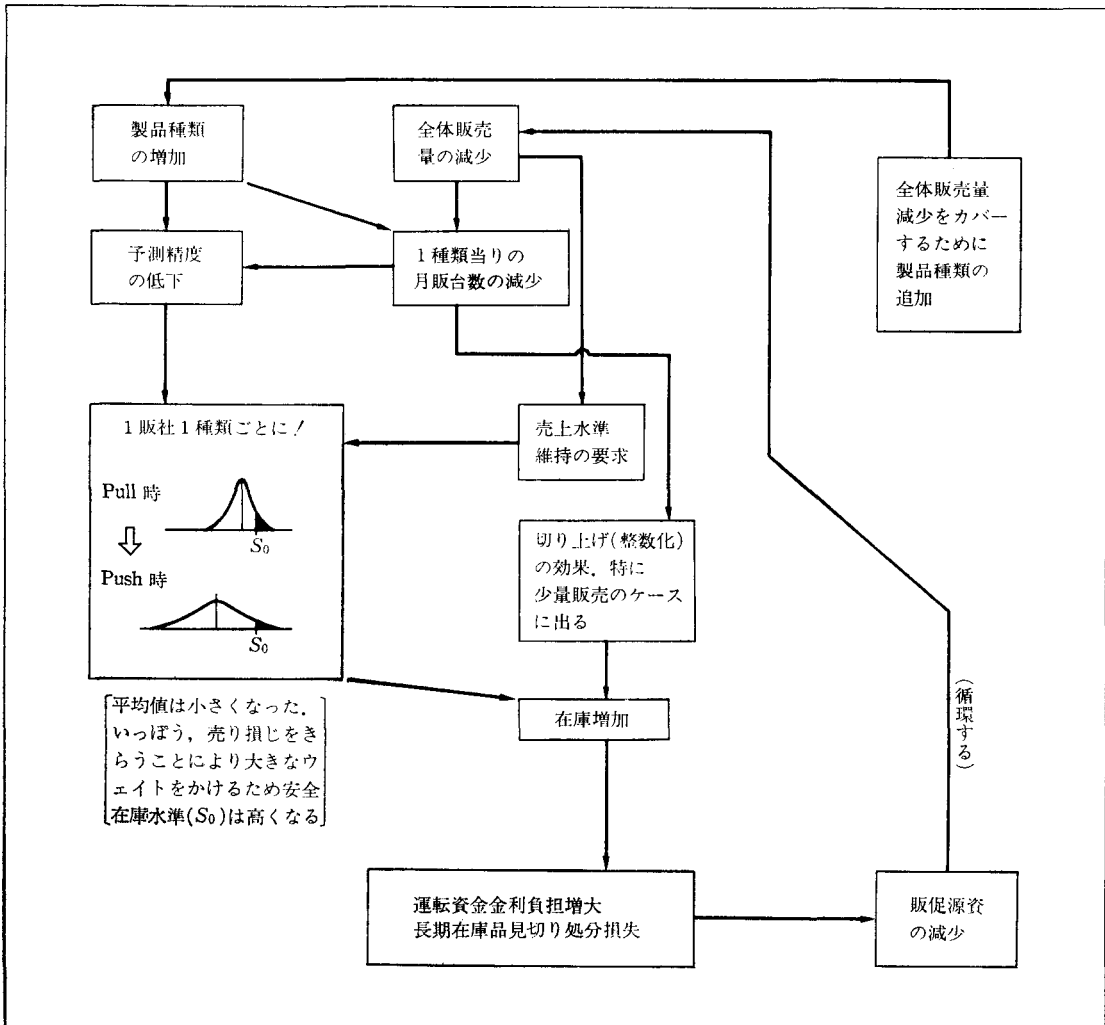 製品種類
の増加
全体販売
量の減少
全体販売量
減少をカバー
するために
製品種類の
追加
予測精度
の低下
1種類当りの
月販台数の減少
1販社1種類ごとに!
Pull 時
S₀
Push 時
S₀
売上水準
維持の要求
切り上げ(整数化)
の効果,特に
少量販売のケース
に出る
平均値は小さくなった.
いっぽう,売り損じをき
らうことにより大きなウ
ェイトをかけるため安全
在庫水準(S₀)は高くなる
在庫増加
(循環する)
運転資金金利負担増大
長期在庫品見切り処分損失
販促源資
の減少